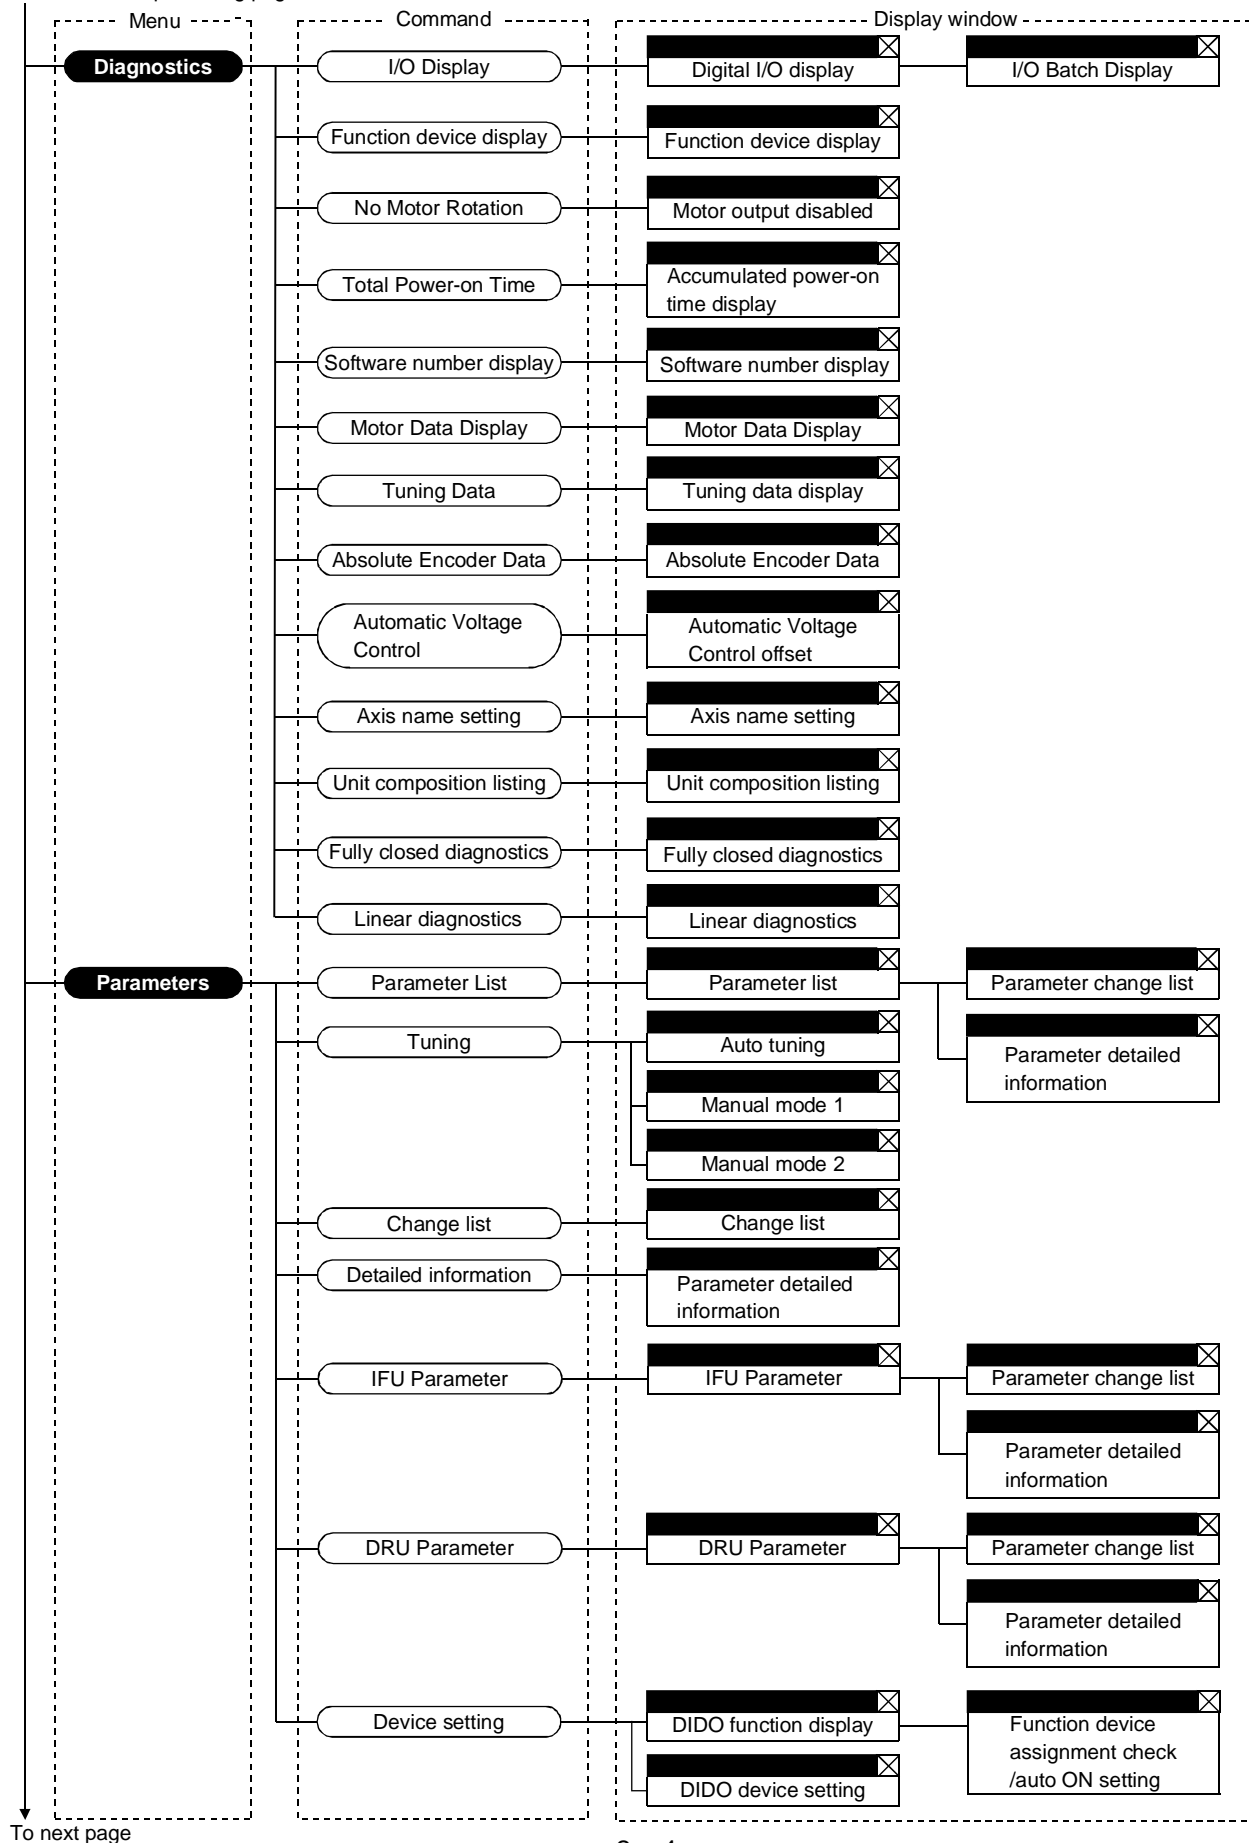 Menu
Command
Display window
Diagnostics
I/O Display
Digital I/O display
I/O Batch Display
Function device display
Function device display
No Motor Rotation
Motor output disabled
Total Power-on Time
Accumulated power-on
time display
Software number display
Software number display
Motor Data Display
Motor Data Display
Tuning Data
Tuning data display
Absolute Encoder Data
Absolute Encoder Data
Automatic Voltage
Control
Automatic Voltage
Control offset
Axis name setting
Axis name setting
Unit composition listing
Unit composition listing
Fully closed diagnostics
Fully closed diagnostics
Linear diagnostics
Linear diagnostics
Parameters
Parameter List
Parameter list
Parameter change list
Parameter detailed
information
Tuning
Auto tuning
Manual mode 1
Manual mode 2
Change list
Change list
Detailed information
Parameter detailed
information
IFU Parameter
IFU Parameter
Parameter change list
Parameter detailed
information
DRU Parameter
DRU Parameter
Parameter change list
Parameter detailed
information
Device setting
DIDO function display
Function device
assignment check
/auto ON setting
DIDO device setting
To next page